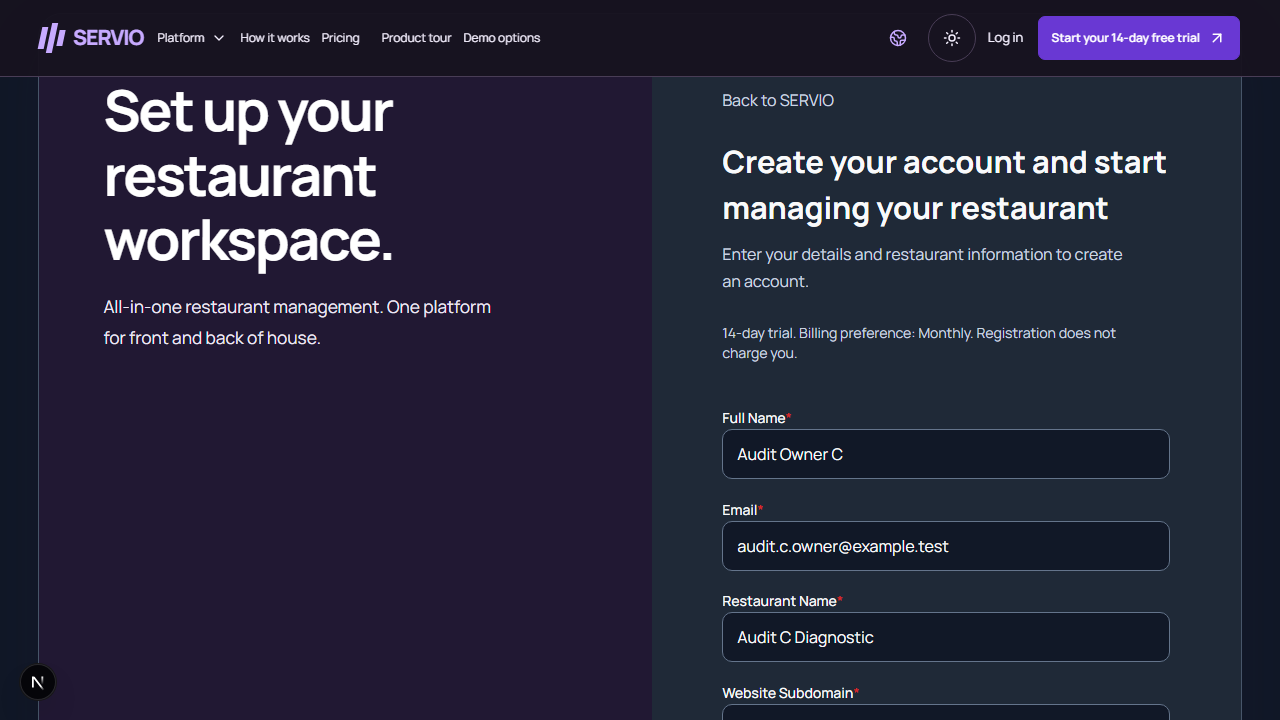 SERVIO
Platform
How it works
Pricing
Product tour
Demo options
Log in
Start your 14-day free trial
Set up your
restaurant
workspace.
All-in-one restaurant management. One platform
for front and back of house.
Back to SERVIO
Create your account and start
managing your restaurant
Enter your details and restaurant information to create
an account.
14-day trial. Billing preference: Monthly. Registration does not
charge you.
Full Name*
Audit Owner C
Email*
audit.c.owner@example.test
Restaurant Name*
Audit C Diagnostic
Website Subdomain*
N